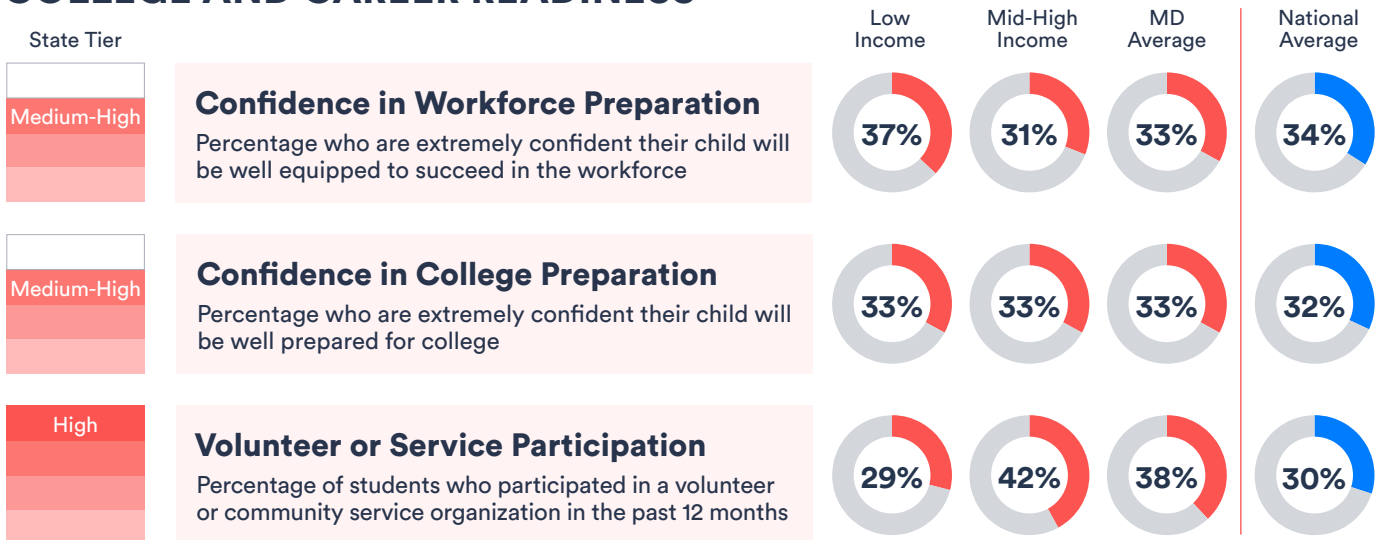 COLLEGE AND CAREER READINESS
State Tier
Low
Income
Mid-High
Income
MD
Average
National
Average
Medium-High
Confidence in Workforce Preparation
Percentage who are extremely confident their child will
be well equipped to succeed in the workforce
37%
31%
33%
34%
Medium-High
Confidence in College Preparation
Percentage who are extremely confident their child will
be well prepared for college
33%
33%
33%
32%
High
Volunteer or Service Participation
Percentage of students who participated in a volunteer
or community service organization in the past 12 months
29%
42%
38%
30%